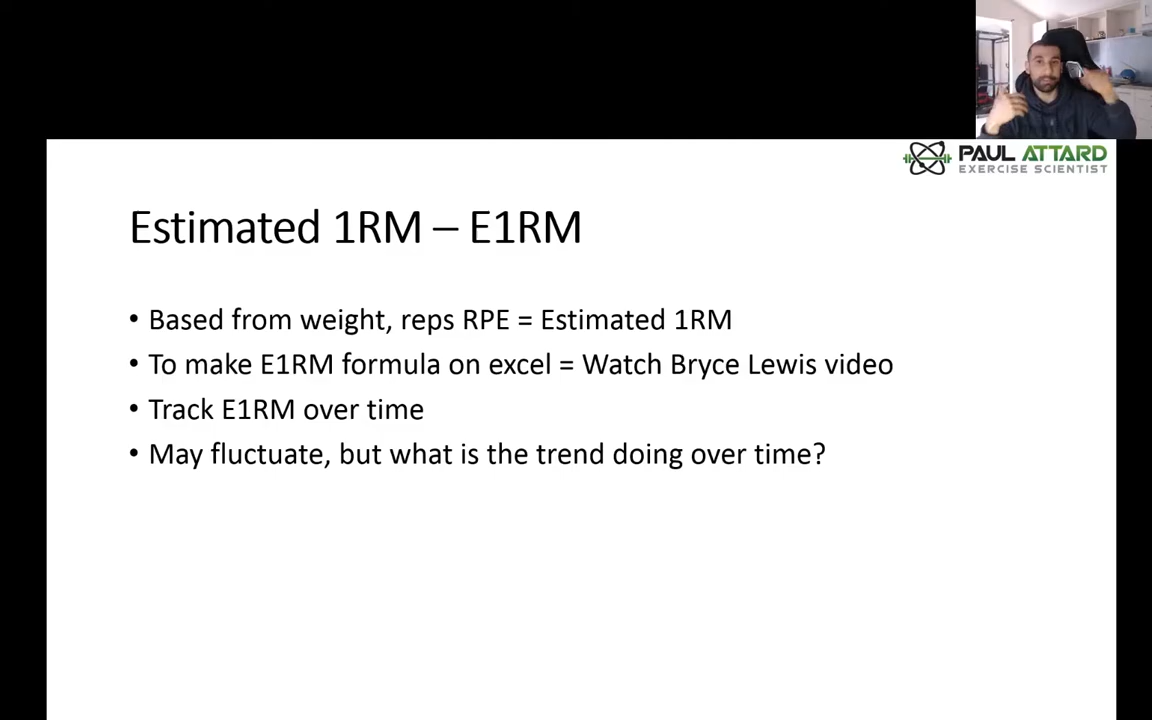 PAUL ATTARD
EXERCISE SCIENTIST
Estimated 1RM – E1RM
• Based from weight, reps RPE = Estimated 1RM
• To make E1RM formula on excel = Watch Bryce Lewis video
• Track E1RM over time
• May fluctuate, but what is the trend doing over time?